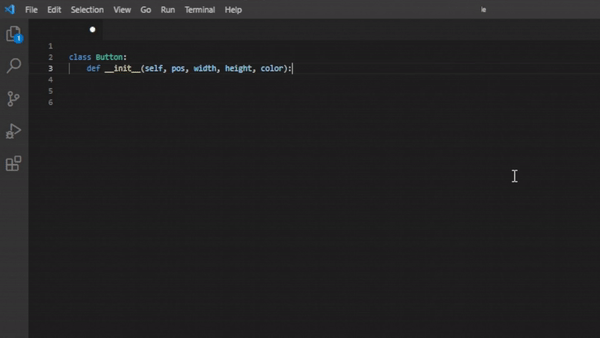 File Edit Selection View Go Run Terminal Help
1
1
2 class Button:
3 def __init__(self, pos, width, height, color):
4
5
6